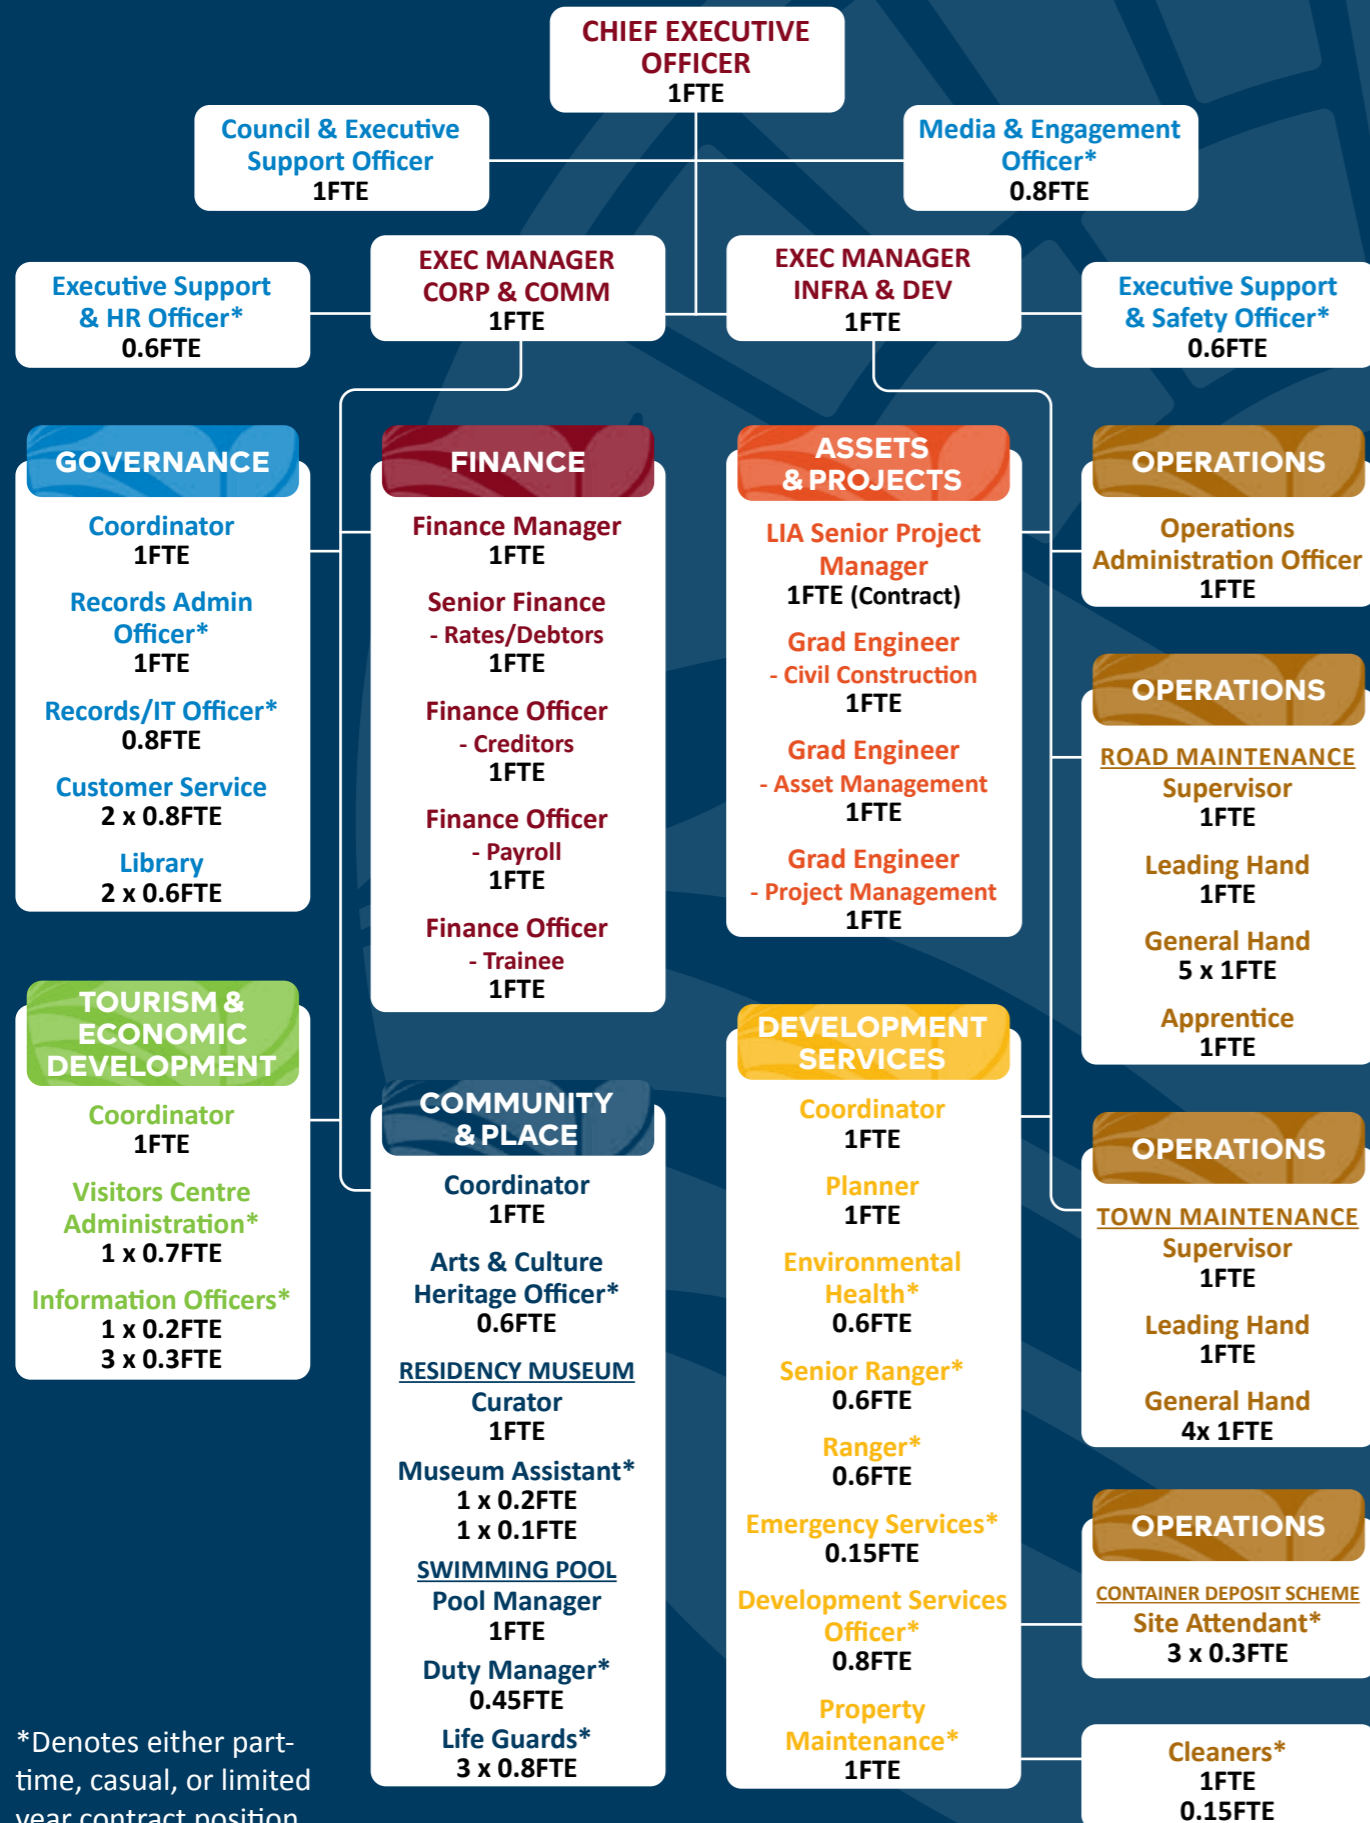 CHIEF EXECUTIVE
OFFICER
1FTE
Council & Executive
Support Officer
1FTE
Media & Engagement
Officer*
0.8FTE
Executive Support
& HR Officer*
0.6FTE
EXEC MANAGER
CORP & COMM
1FTE
EXEC MANAGER
INFRA & DEV
1FTE
Executive Support
& Safety Officer*
0.6FTE
GOVERNANCE
Coordinator
1FTE
Records Admin
Officer*
1FTE
Records/IT Officer*
0.8FTE
Customer Service
2 x 0.8FTE
Library
2 x 0.6FTE
TOURISM &
ECONOMIC
DEVELOPMENT
Coordinator
1FTE
Visitors Centre
Administration*
1 x 0.7FTE
Information Officers*
1 x 0.2FTE
3 x 0.3FTE
FINANCE
Finance Manager
1FTE
Senior Finance
- Rates/Debtors
1FTE
Finance Officer
- Creditors
1FTE
Finance Officer
- Payroll
1FTE
Finance Officer
- Trainee
1FTE
COMMUNITY
& PLACE
Coordinator
1FTE
Arts & Culture
Heritage Officer*
0.6FTE
RESIDENCY MUSEUM
Curator
1FTE
Museum Assistant*
1 x 0.2FTE
1 x 0.1FTE
SWIMMING POOL
Pool Manager
1FTE
Duty Manager*
0.45FTE
Life Guards*
3 x 0.8FTE
ASSETS
& PROJECTS
LIA Senior Project
Manager
1FTE (Contract)
Grad Engineer
- Civil Construction
1FTE
Grad Engineer
- Asset Management
1FTE
Grad Engineer
- Project Management
1FTE
DEVELOPMENT
SERVICES
Coordinator
1FTE
Planner
1FTE
Environmental
Health*
0.6FTE
Senior Ranger*
0.6FTE
Ranger*
0.6FTE
Emergency Services*
0.15FTE
Development Services
Officer*
0.8FTE
Property
Maintenance*
1FTE
OPERATIONS
Operations
Administration Officer
1FTE
OPERATIONS
ROAD MAINTENANCE
Supervisor
1FTE
Leading Hand
1FTE
General Hand
5 x 1FTE
Apprentice
1FTE
OPERATIONS
TOWN MAINTENANCE
Supervisor
1FTE
Leading Hand
1FTE
General Hand
4x 1FTE
OPERATIONS
CONTAINER DEPOSIT SCHEME
Site Attendant*
3 x 0.3FTE
Cleaners*
1FTE
0.15FTE
*Denotes either part-
time, casual, or limited
year contract position